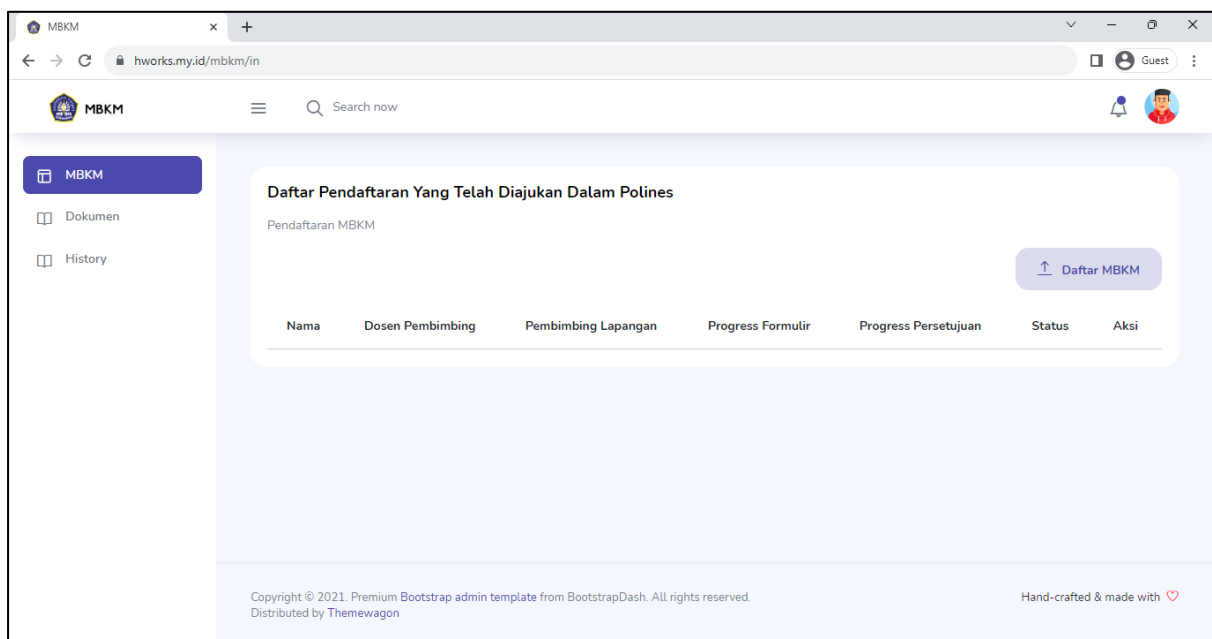 MBKM
hworks.my.id/mbkm/in
Guest
MBKM
Search now
MBKM
Dokumen
History
Daftar Pendaftaran Yang Telah Diajukan Dalam Polines
Pendaftaran MBKM
Daftar MBKM
Nama Dosen Pembimbing Pembimbing Lapangan Progress Formulir Progress Persetujuan Status Aksi
Copyright © 2021. Premium Bootstrap admin template from BootstrapDash. All rights reserved.
Distributed by Themewagon
Hand-crafted & made with